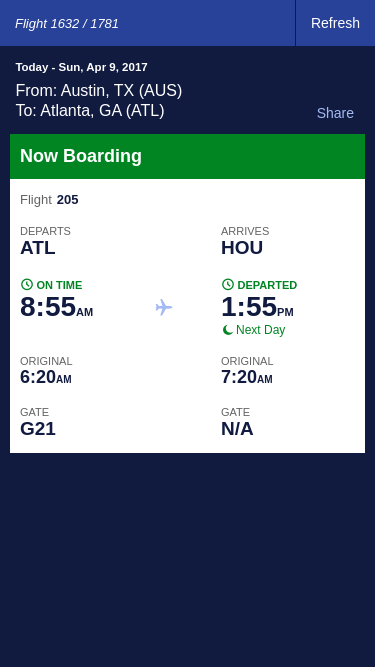 Flight 1632 / 1781
Refresh
Today - Sun, Apr 9, 2017
From: Austin, TX (AUS)
To: Atlanta, GA (ATL)
Share
Now Boarding
Flight 205
DEPARTS
ATL
ARRIVES
HOU
ON TIME
8:55AM
DEPARTED
1:55PM
Next Day
ORIGINAL
6:20AM
ORIGINAL
7:20AM
GATE
G21
GATE
N/A